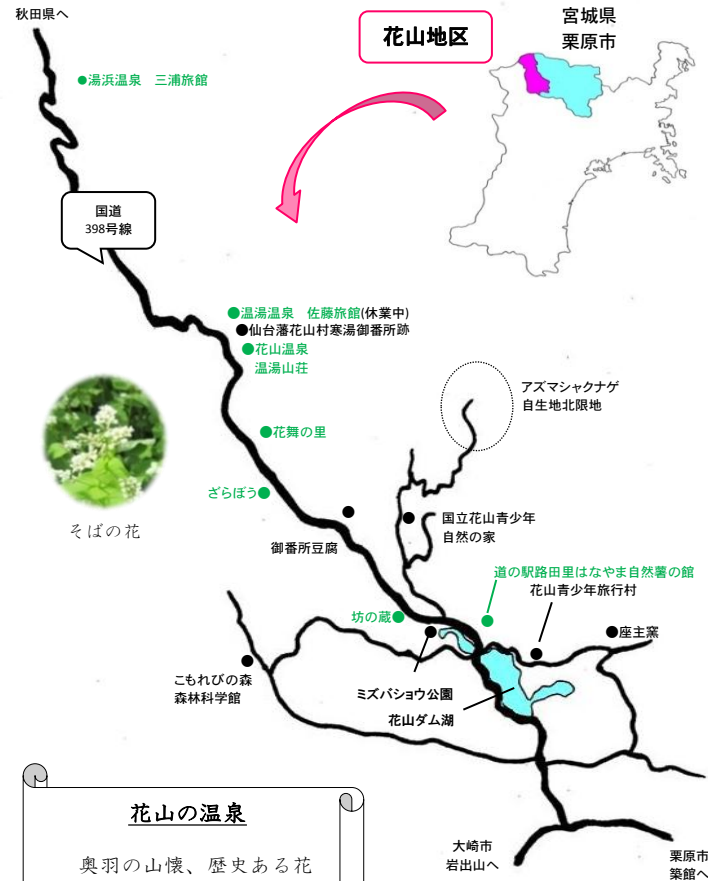 秋田県へ
花山地区
宮城県
栗原市
●湯浜温泉　三浦旅館
国道
398号線
●温湯温泉　佐藤旅館(休業中)
●仙台藩花山村寒湯御番所跡
●花山温泉
温湯山荘
アズマシャクナゲ
自生地北限地
●花舞の里
ざらぼう●
そばの花
御番所豆腐
国立花山青少年
自然の家
道の駅路田里はなやま自然薯の館
花山青少年旅行村
坊の蔵●
●座主窯
こもれびの森
森林科学館
ミズバショウ公園
花山ダム湖
花山の温泉
奥羽の山懐、歴史ある花
大崎市
岩出山へ
栗原市
築館へ